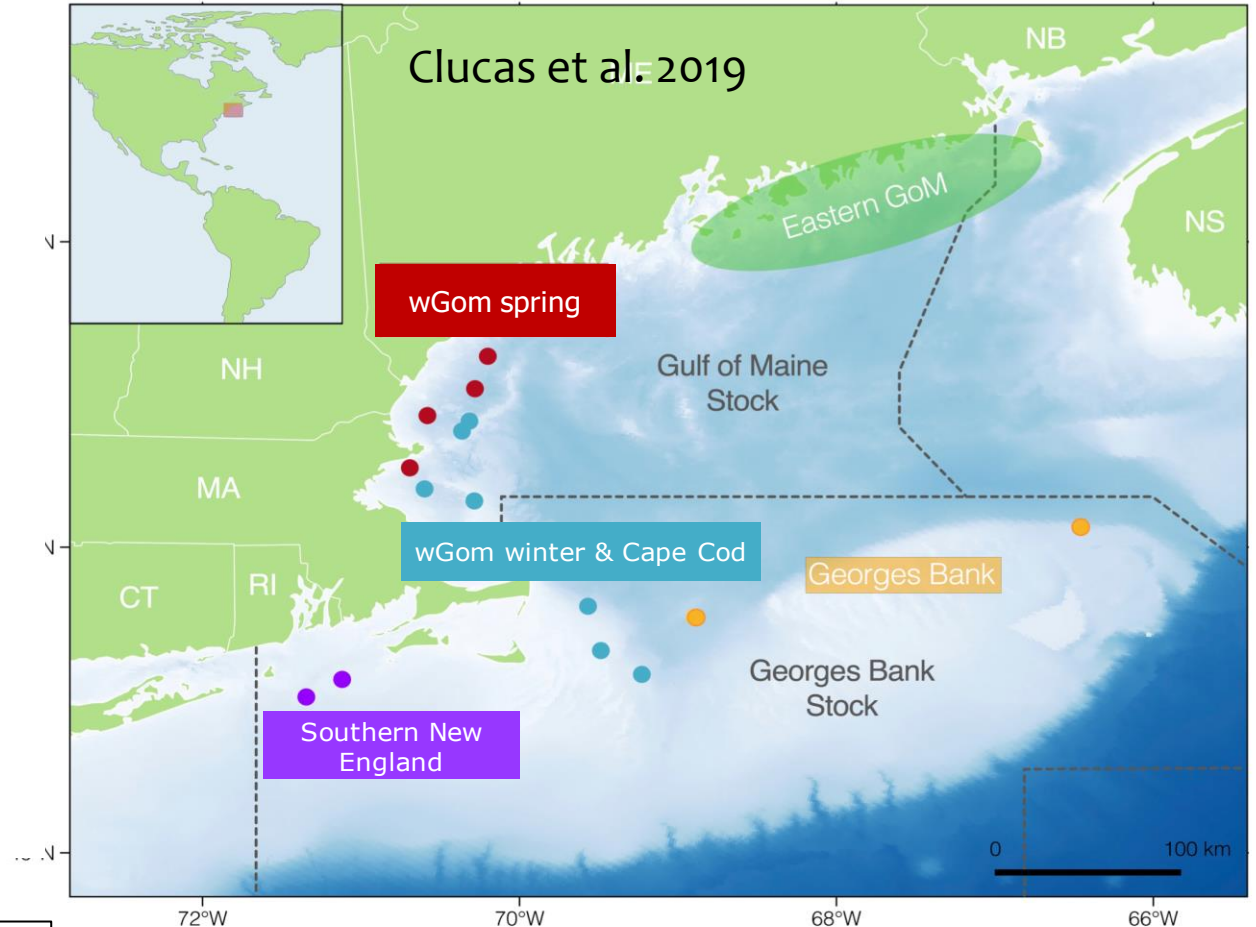 Clucas et al. 2019
ME
NB
NS
Eastern GoM
wGom spring
NH
Gulf of Maine
Stock
MA
wGom winter & Cape Cod
Georges Bank
CT
RI
Georges Bank
Stock
Southern New
England
0
100 km
N
N
N
72°W
70°W
68°W
66°W